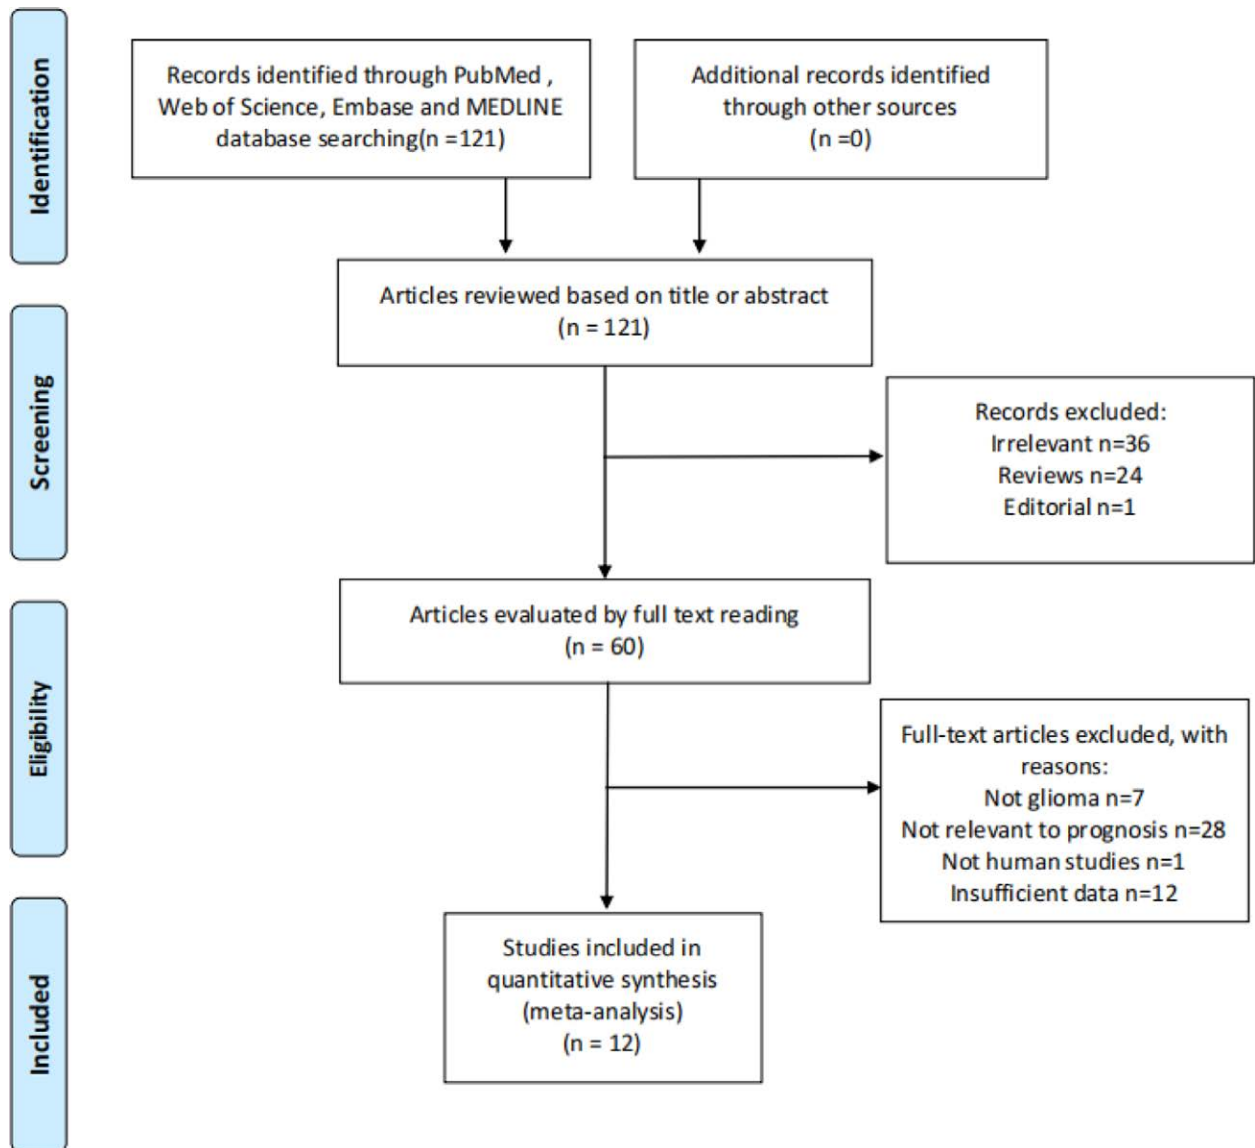 Identification
Records identified through PubMed ,
Web of Science, Embase and MEDLINE
database searching(n =121)
Additional records identified
through other sources
(n =0)
Articles reviewed based on title or abstract
(n = 121)
Screening
Records excluded:
Irrelevant n=36
Reviews n=24
Editorial n=1
Articles evaluated by full text reading
(n = 60)
Eligibility
Full-text articles excluded, with
reasons:
Not glioma n=7
Not relevant to prognosis n=28
Not human studies n=1
Insufficient data n=12
Included
Studies included in
quantitative synthesis
(meta-analysis)
(n = 12)